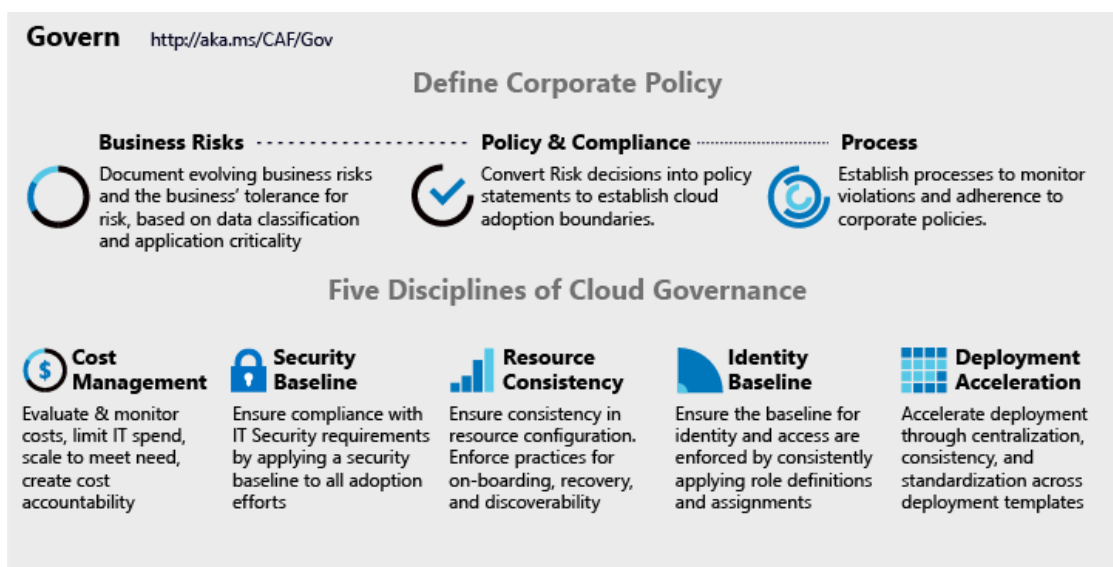 Govern http://aka.ms/CAF/Gov
Define Corporate Policy
Business Risks
Document evolving business risks
and the business’ tolerance for
risk, based on data classification
and application criticality
Policy & Compliance
Convert Risk decisions into policy
statements to establish cloud
adoption boundaries.
Process
Establish processes to monitor
violations and adherence to
corporate policies.
Five Disciplines of Cloud Governance
$
Cost
Management
Evaluate & monitor
costs, limit IT spend,
scale to meet need,
create cost
accountability
Security
Baseline
Ensure compliance with
IT Security requirements
by applying a security
baseline to all adoption
efforts
Resource
Consistency
Ensure consistency in
resource configuration.
Enforce practices for
on-boarding, recovery,
and discoverability
Identity
Baseline
Ensure the baseline for
identity and access are
enforced by consistently
applying role definitions
and assignments
Deployment
Acceleration
Accelerate deployment
through centralization,
consistency, and
standardization across
deployment templates